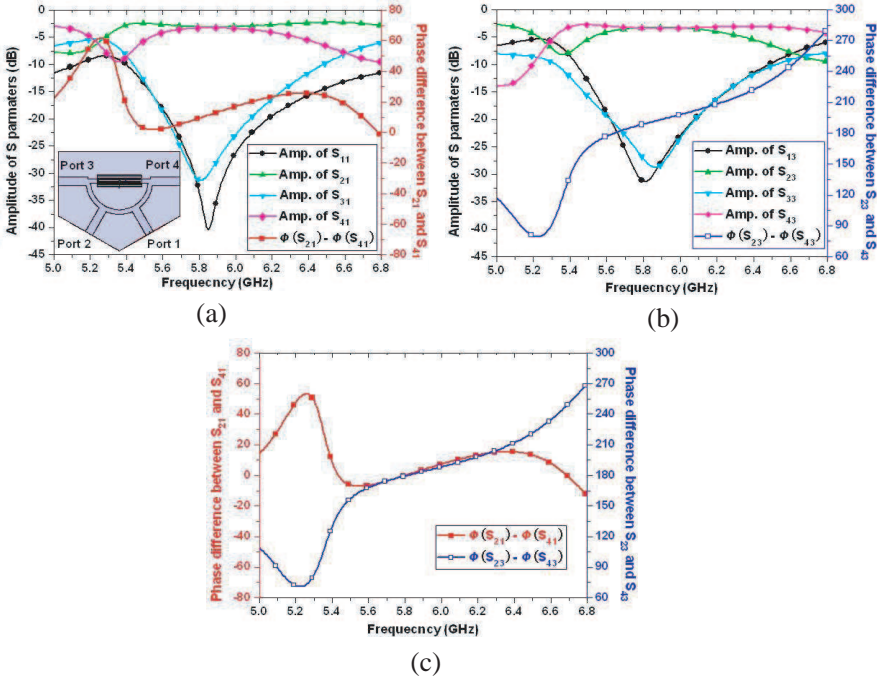 Amplitude of S parmaters (dB)
5
0
-5
-10
-15
-20
-25
-30
-35
-40
-45
80
60
40
20
0
-20
-40
-60
-80
Phase difference between S21 and S41
Port 3
Port 4
Port 2
Port 1
Amp. of S11
Amp. of S21
Amp. of S31
Amp. of S41
Φ(S21) - Φ(S41)
5.0 5.2 5.4 5.6 5.8 6.0 6.2 6.4 6.6 6.8
Frequecncy (GHz)
(a)
Amplitude of S parmaters (dB)
5
0
-5
-10
-15
-20
-25
-30
-35
-40
-45
300
270
240
210
180
150
120
90
60
Phase difference between S23 and S43
Amp. of S13
Amp. of S23
Amp. of S33
Amp. of S43
Φ(S23) - Φ(S43)
5.0 5.2 5.4 5.6 5.8 6.0 6.2 6.4 6.6 6.8
Frequecncy (GHz)
(b)
Phase difference between S21 and S41
80
60
40
20
0
-20
-40
-60
-80
300
270
240
210
180
150
120
90
60
Phase difference between S23 and S43
Φ(S21) - Φ(S41)
Φ(S23) - Φ(S43)
5.0 5.2 5.4 5.6 5.8 6.0 6.2 6.4 6.6 6.8
Frequecncy (GHz)
(c)